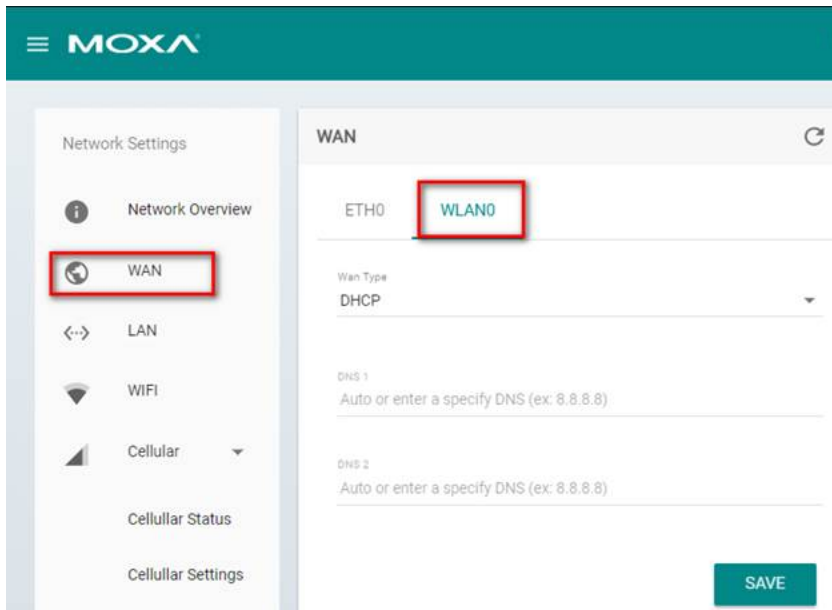 MOXA
Network Settings
Network Overview
WAN
LAN
WIFI
Cellular
Cellullar Status
Cellullar Settings
WAN
ETH0 WLAN0
Wan Type
DHCP
DNS 1
Auto or enter a specify DNS (ex: 8.8.8.8)
DNS 2
Auto or enter a specify DNS (ex: 8.8.8.8)
SAVE